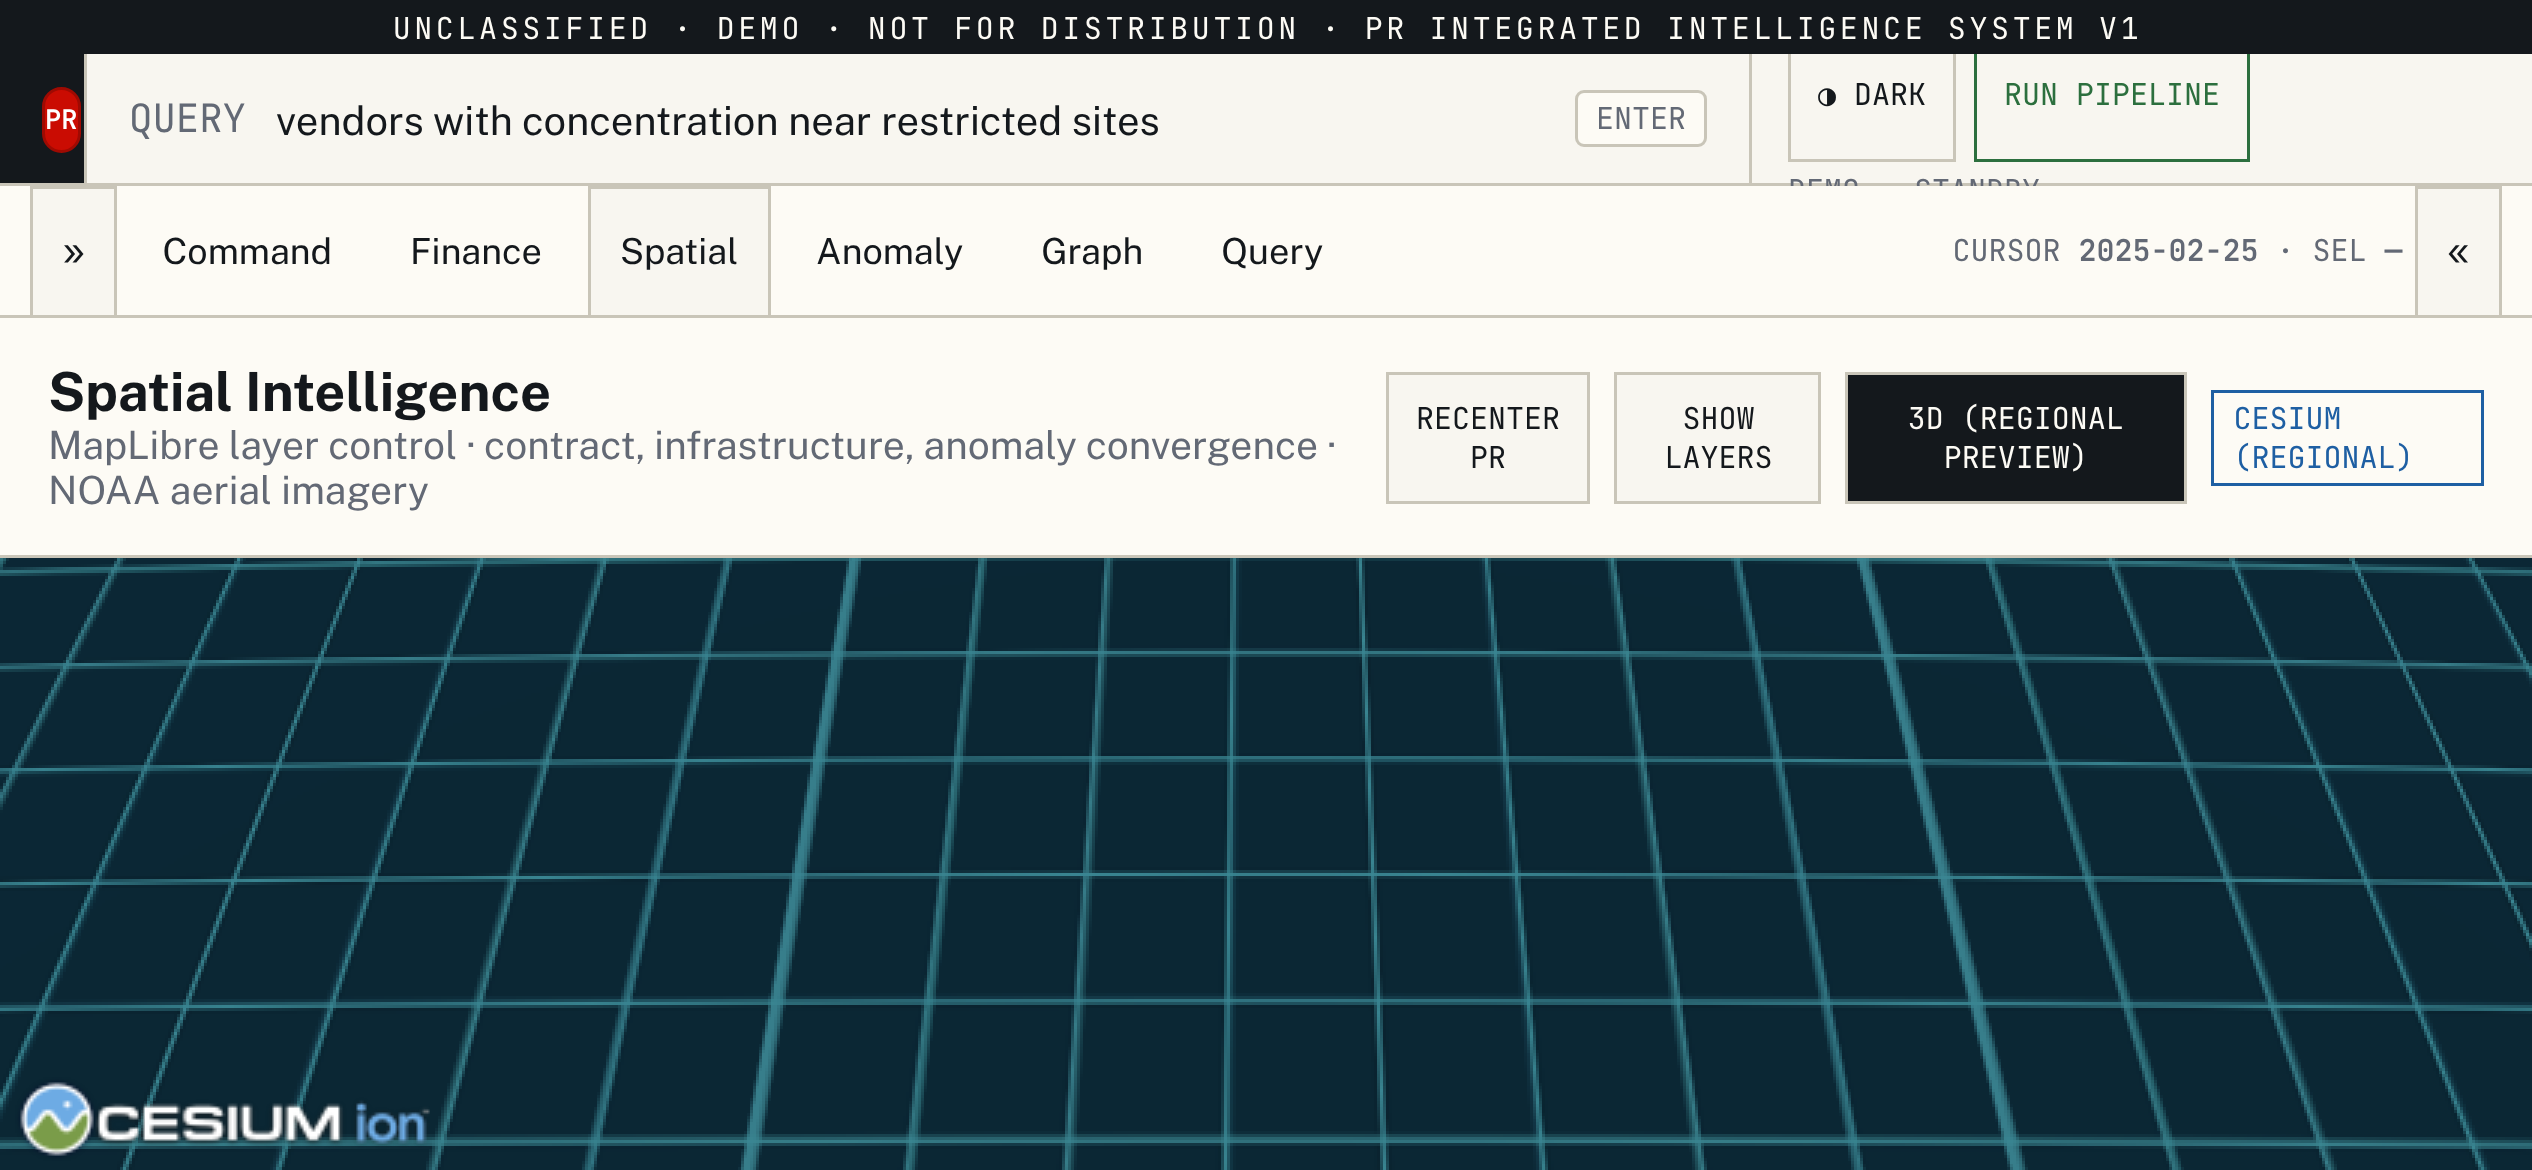 UNCLASSIFIED · DEMO · NOT FOR DISTRIBUTION · PR INTEGRATED INTELLIGENCE SYSTEM V1
PR QUERY vendors with concentration near restricted sites ENTER ◑ DARK RUN PIPELINE
DEMO STANDBY
» Command Finance Spatial Anomaly Graph Query CURSOR 2025-02-25 · SEL — «
Spatial Intelligence
MapLibre layer control · contract, infrastructure, anomaly convergence ·
NOAA aerial imagery
RECENTER
PR
SHOW
LAYERS
3D (REGIONAL
PREVIEW)
CESIUM
(REGIONAL)
CESIUM ion